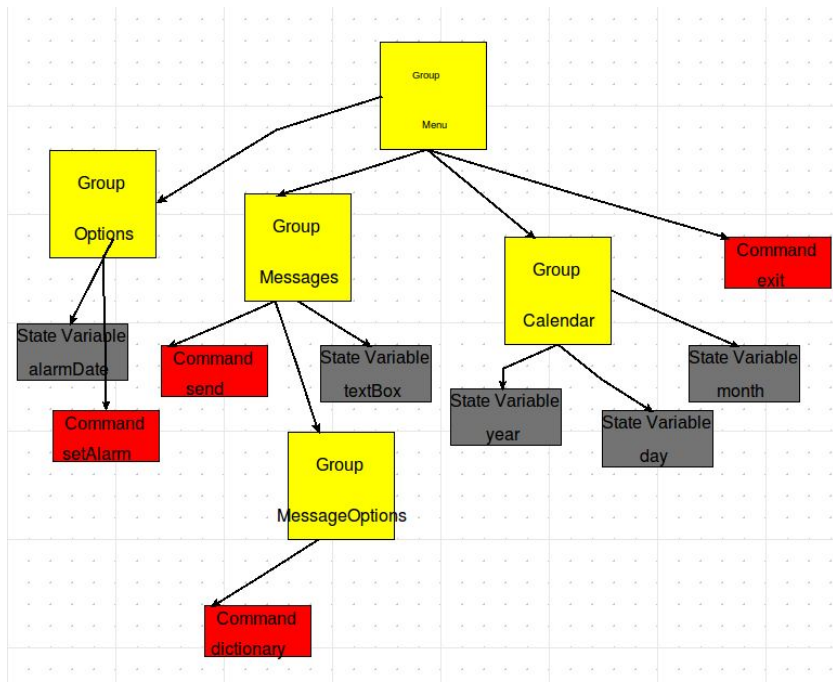 Group
Menu
Group
Options
Group
Messages
Group
Calendar
Command
exit
State Variable
alarmDate
Command
send
State Variable
textBox
State Variable
month
State Variable
year
Command
setAlarm
State Variable
day
Group
MessageOptions
Command
dictionary